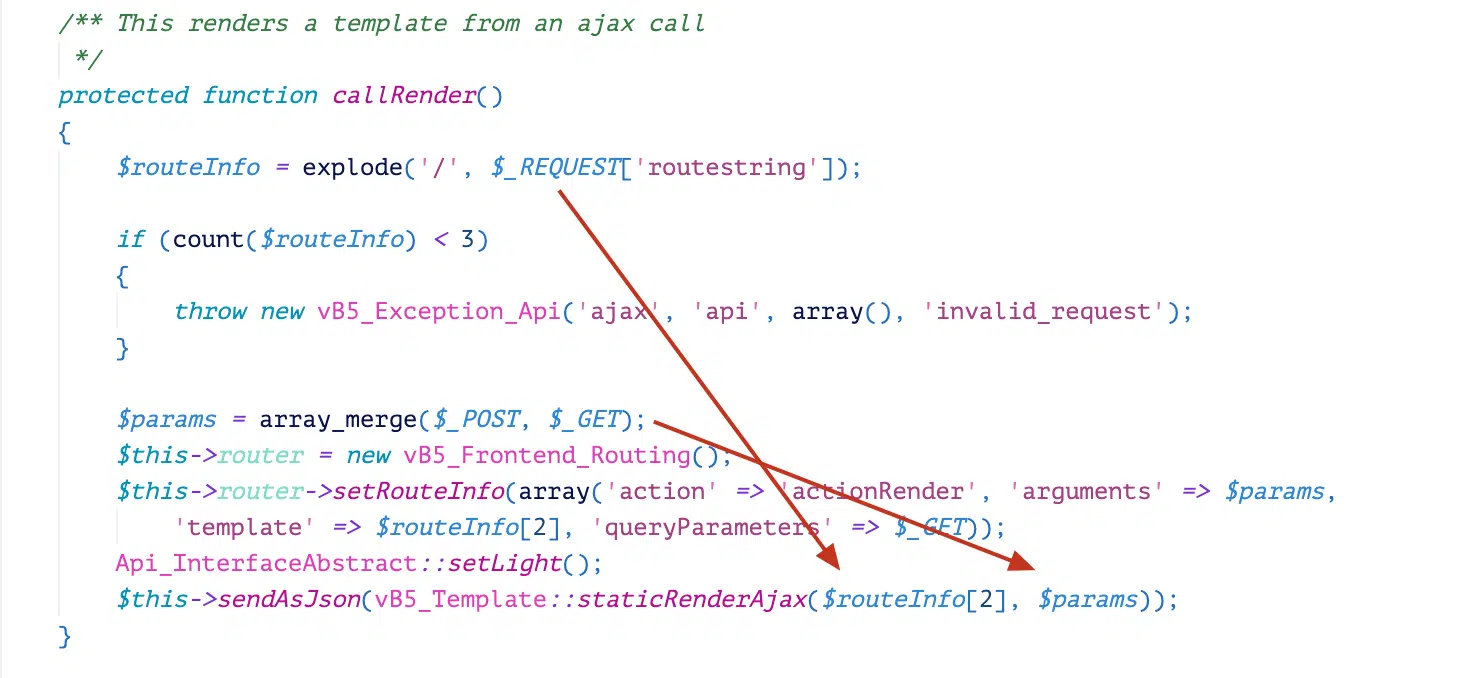 /** This renders a template from an ajax call
*/
protected function callRender()
{
$routeInfo = explode('/', $_REQUEST['routestring']);
if (count($routeInfo) < 3)
{
throw new vB5_Exception_Api('ajax', 'api', array(), 'invalid_request');
}
$params = array_merge($_POST, $_GET);
$this->router = new vB5_Frontend_Routing();
$this->router->setRouteInfo(array('action' => 'actionRender', 'arguments' => $params,
'template' => $routeInfo[2], 'queryParameters' => $_GET));
Api_InterfaceAbstract::setLight();
$this->sendAsJson(vB5_Template::staticRenderAjax($routeInfo[2], $params));
}